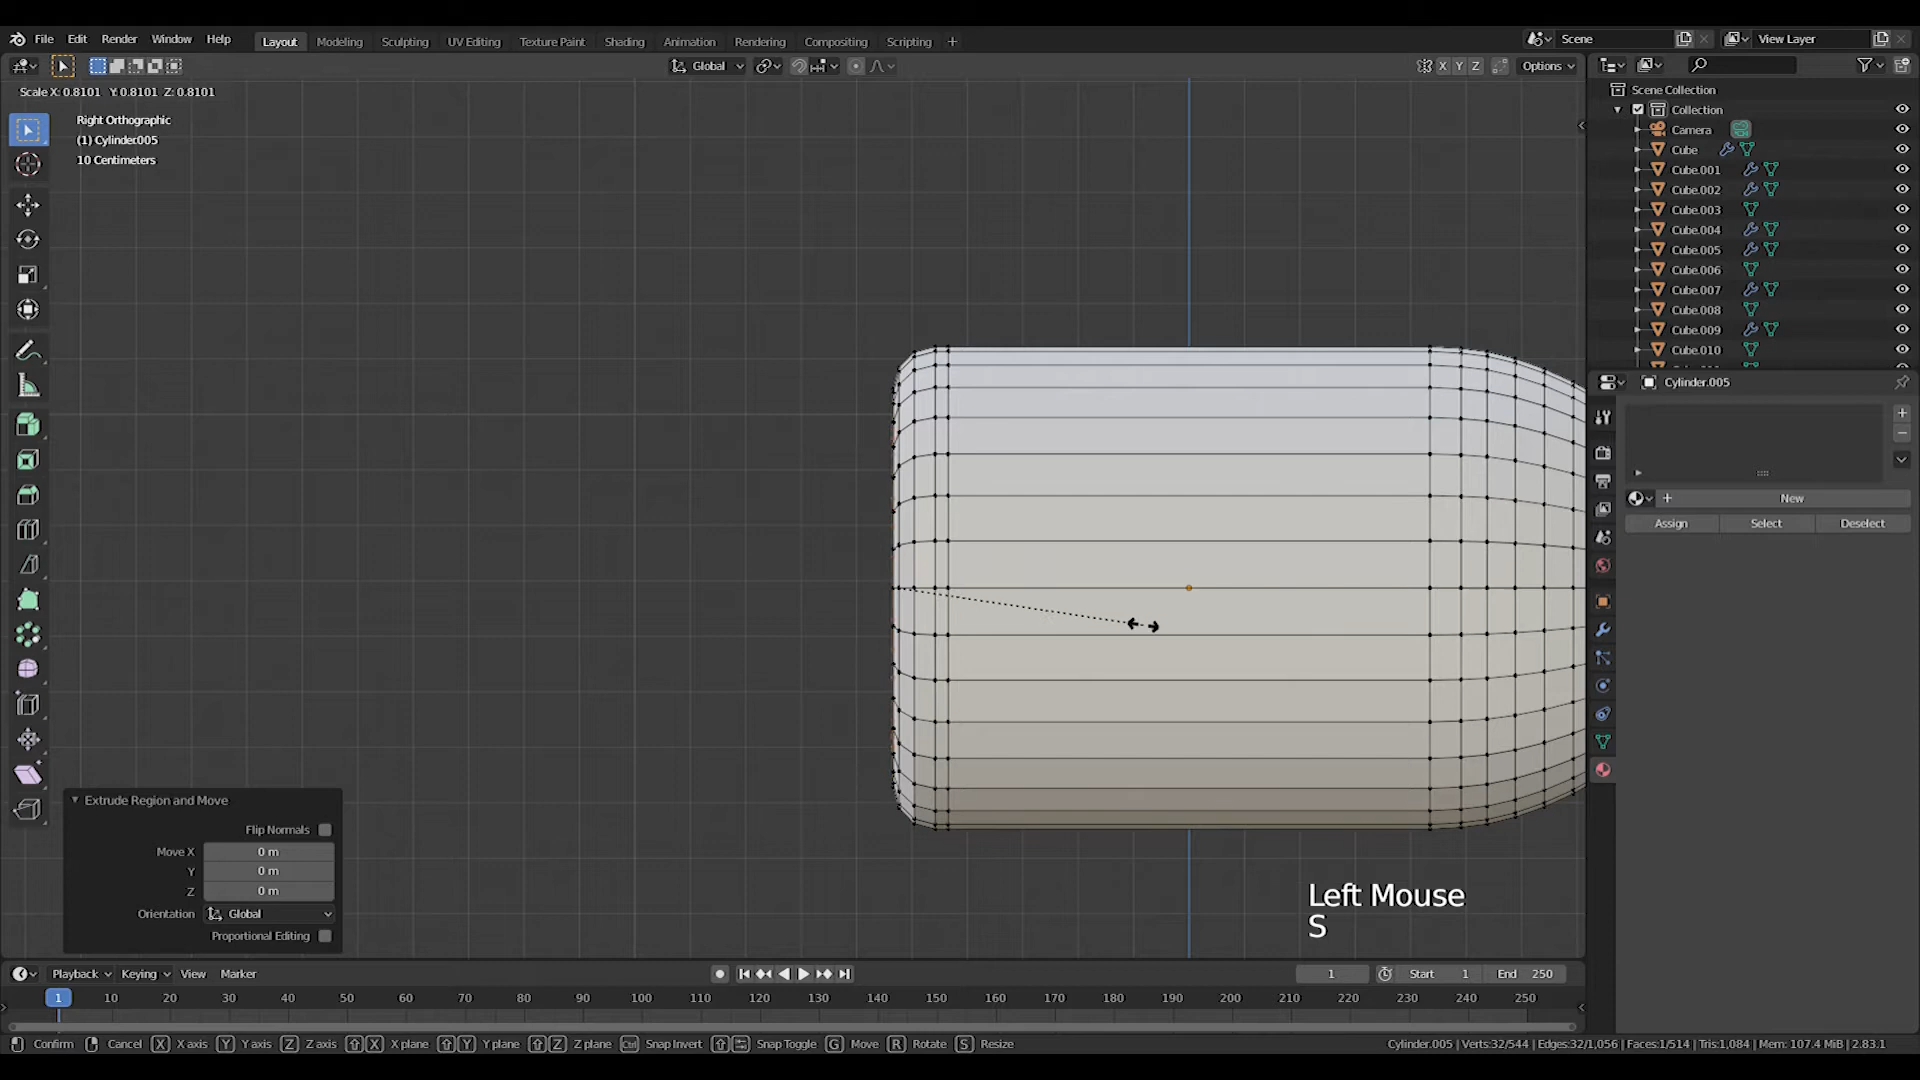 File Edit Render Window Help
Layout Modeling Sculpting UV Editing Texture Paint Shading Animation Rendering Compositing Scripting +
Scene
View Layer
Global
X Y Z
Options
Scale X: 0.8101 Y: 0.8101 Z: 0.8101
Right Orthographic
(1) Cylinder.005
10 Centimeters
Scene Collection
Collection
Camera
Cube
Cube.001
Cube.002
Cube.003
Cube.004
Cube.005
Cube.006
Cube.007
Cube.008
Cube.009
Cube.010
Cylinder.005
New
Assign Select Deselect
Extrude Region and Move
Flip Normals
Move X 0 m
Y 0 m
Z 0 m
Orientation Global
Proportional Editing
Left Mouse
S
Playback Keying View Marker
1
Start 1
End 250
1 10 20 30 40 50 60 70 80 90 100 110 120 130 140 150 160 170 180 190 200 210 220 230 240 250
Confirm Cancel X X axis Y Y axis Z Z axis X X plane Y Y plane Z Z plane Ctrl Snap Invert Snap Toggle G Move R Rotate S Resize
Cylinder.005 | Verts:32/544 | Edges:32/1,056 | Faces:1/514 | Tris:1,084 | Mem: 107.4 MiB | 2.83.1